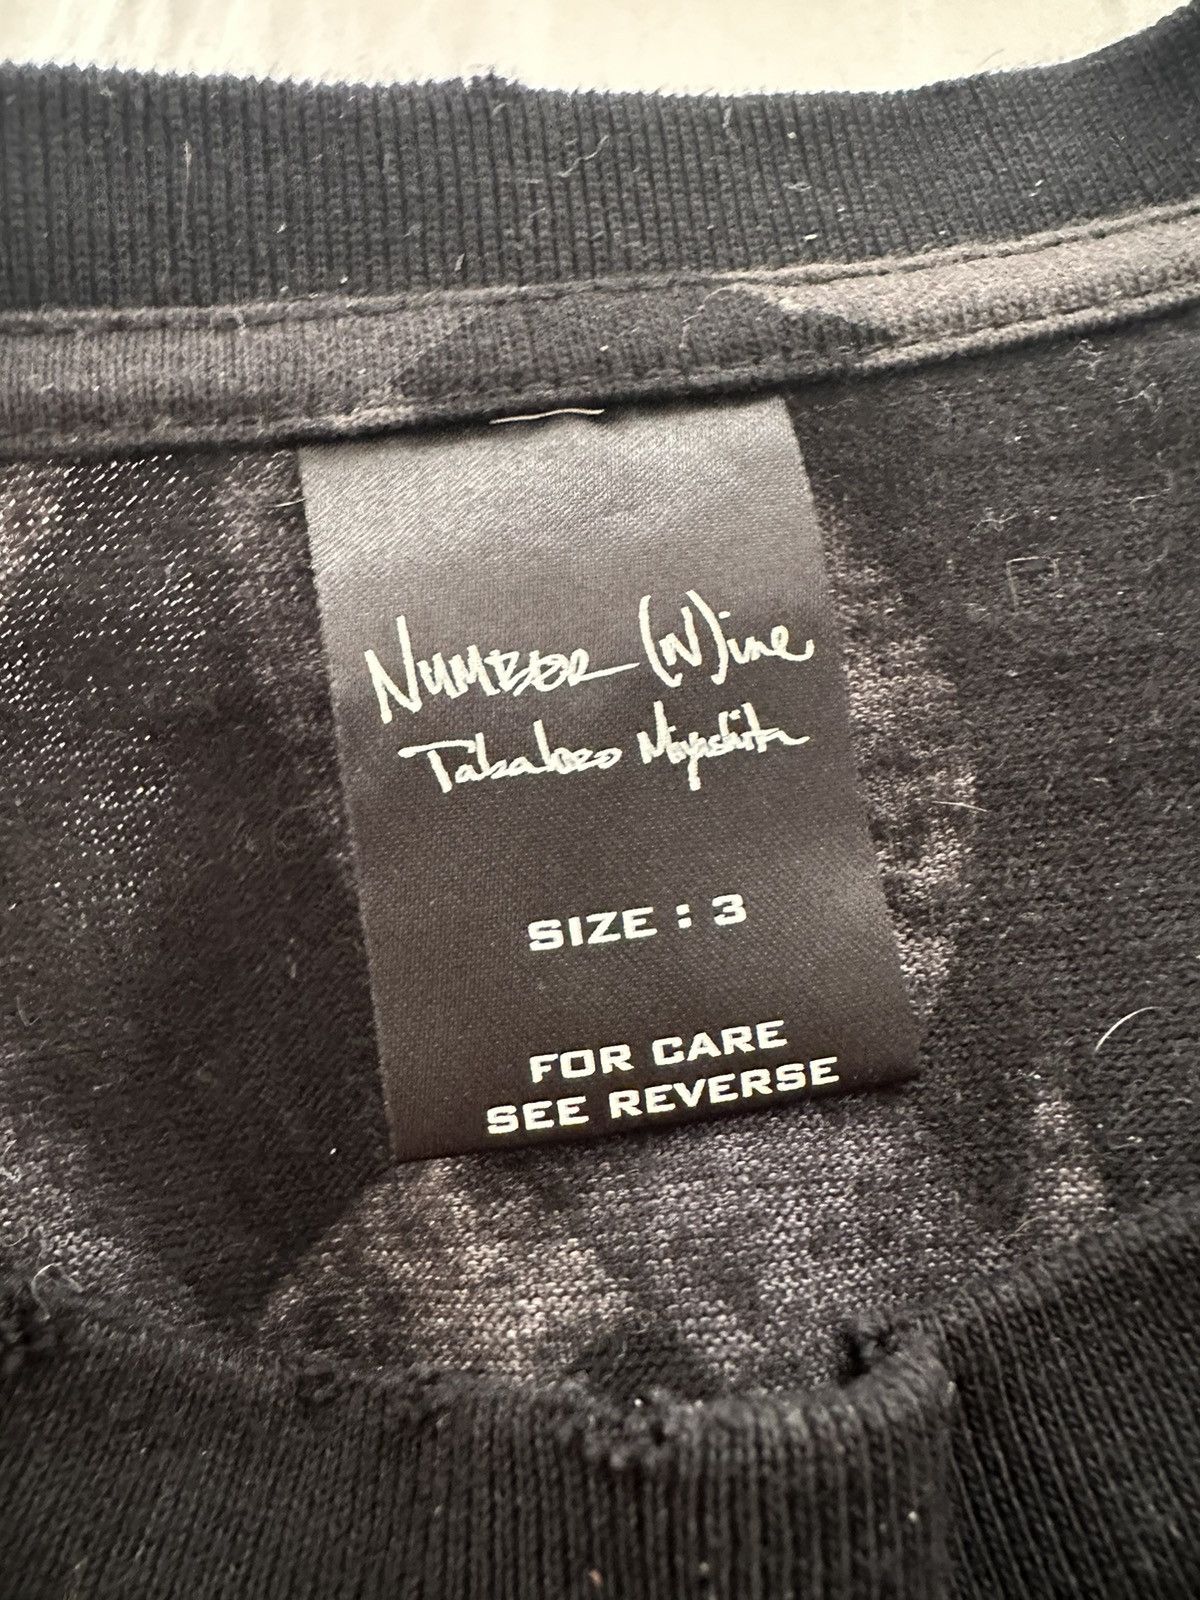 NUMBER (N)ine
Takahiro Miyashita
SIZE : 3
FOR CARE
SEE REVERSE